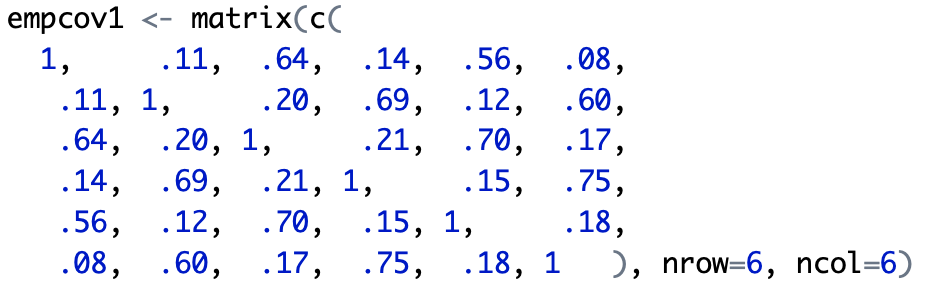 empcov1 <- matrix(c(
  1,     .11,  .64,  .14,  .56,  .08,
   .11, 1,     .20,  .69,  .12,  .60,
   .64,  .20, 1,     .21,  .70,  .17,
   .14,  .69,  .21, 1,     .15,  .75,
   .56,  .12,  .70,  .15, 1,     .18,
   .08,  .60,  .17,  .75,  .18, 1   ), nrow=6, ncol=6)